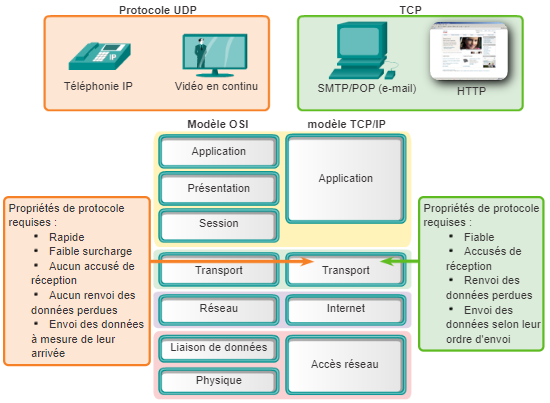 Protocole UDP
TCP
Téléphonie IP
Vidéo en continu
SMTP/POP (e-mail)
HTTP
Modèle OSI
modèle TCP/IP
Application
Présentation
Session
Application
Propriétés de protocole
requises :
▪ Rapide
▪ Faible surcharge
▪ Aucun accusé de
réception
▪ Aucun renvoi des
données perdues
▪ Envoi des données
à mesure de leur
arrivée
Transport
Transport
Réseau
Internet
Liaison de données
Physique
Accès réseau
Propriétés de protocole
requises :
▪ Fiable
▪ Accusés de
réception
▪ Renvoi des
données perdues
▪ Envoi des
données selon leur
ordre d'envoi